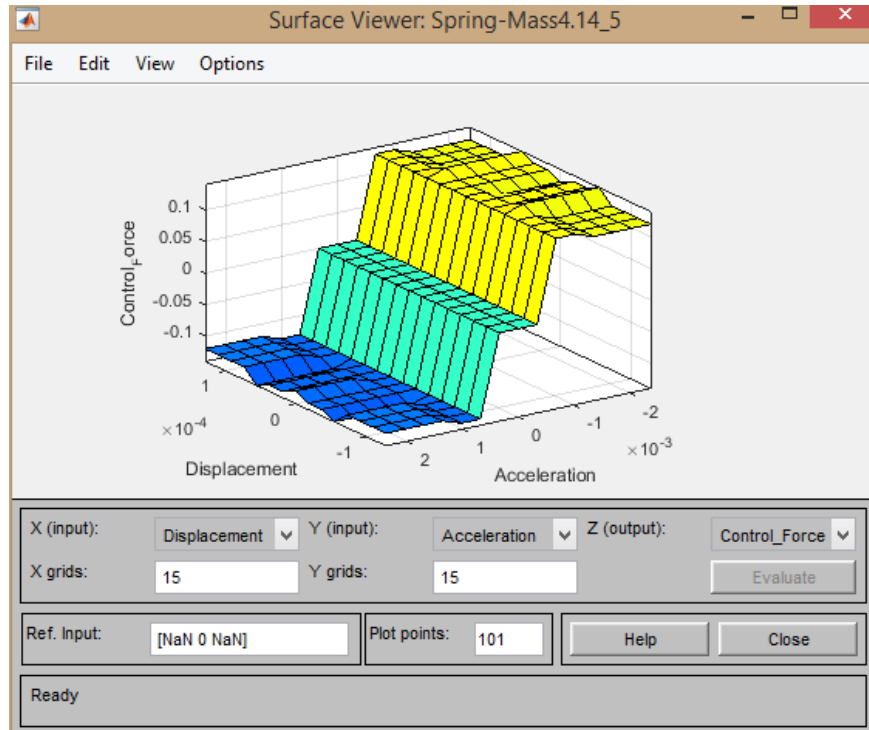 Surface Viewer: Spring-Mass4.14_5
File Edit View Options
0.1
0.05
0
-0.05
-0.1
Control_Force
1
0
-1
×10^-4
Displacement
2
1
0
-1
-2
×10^-3
Acceleration
X (input): Displacement Y (input): Acceleration Z (output): Control_Force
X grids: 15 Y grids: 15 Evaluate
Ref. Input: [NaN 0 NaN] Plot points: 101 Help Close
Ready